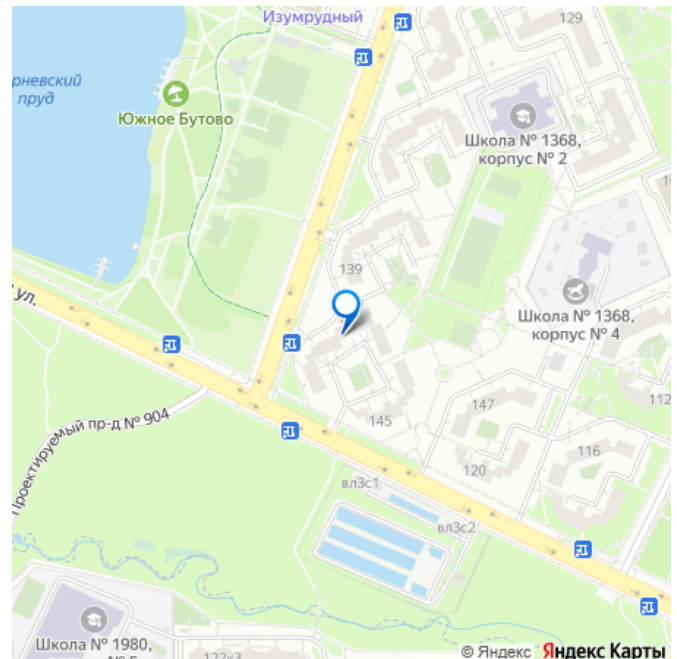 Изумрудный
129
рневский
пруд
Южное Бутово
Школа № 1368,
корпус № 2
139
Школа № 1368,
корпус № 4
ул.
112
147
145
Проектируемый пр-д № 904
116
120
вл3с1
вл3с2
Школа № 1980,
122к3
© Яндекс Яндекс Карты